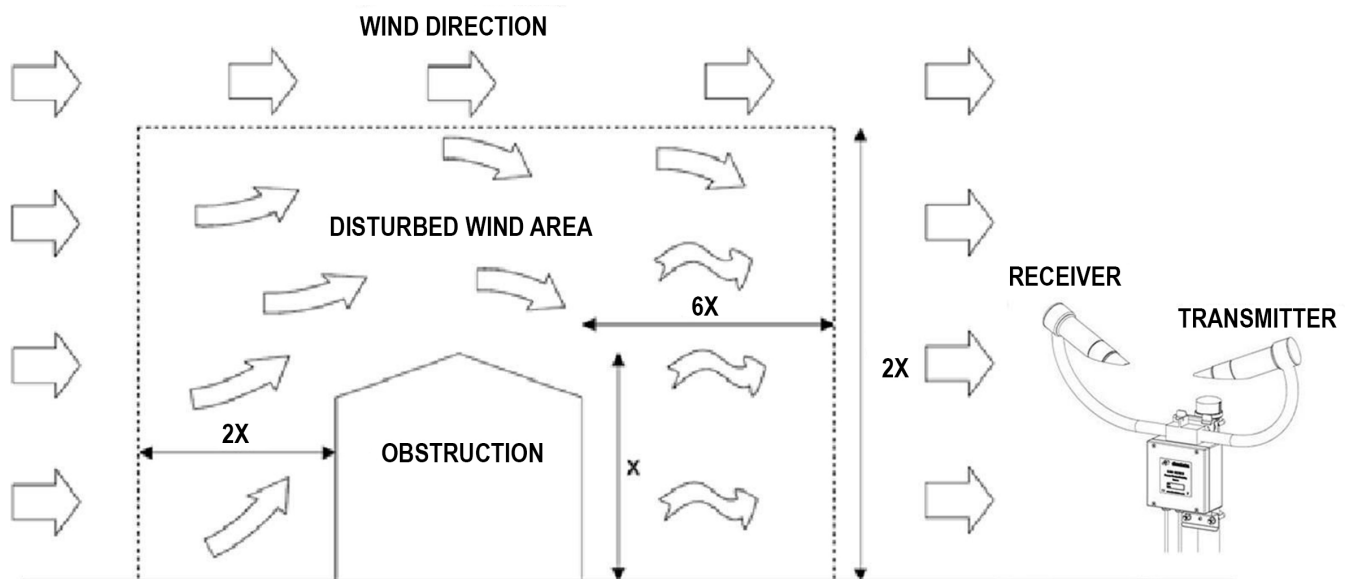 WIND DIRECTION
DISTURBED WIND AREA
RECEIVER
6X
TRANSMITTER
2X
2X
OBSTRUCTION
X